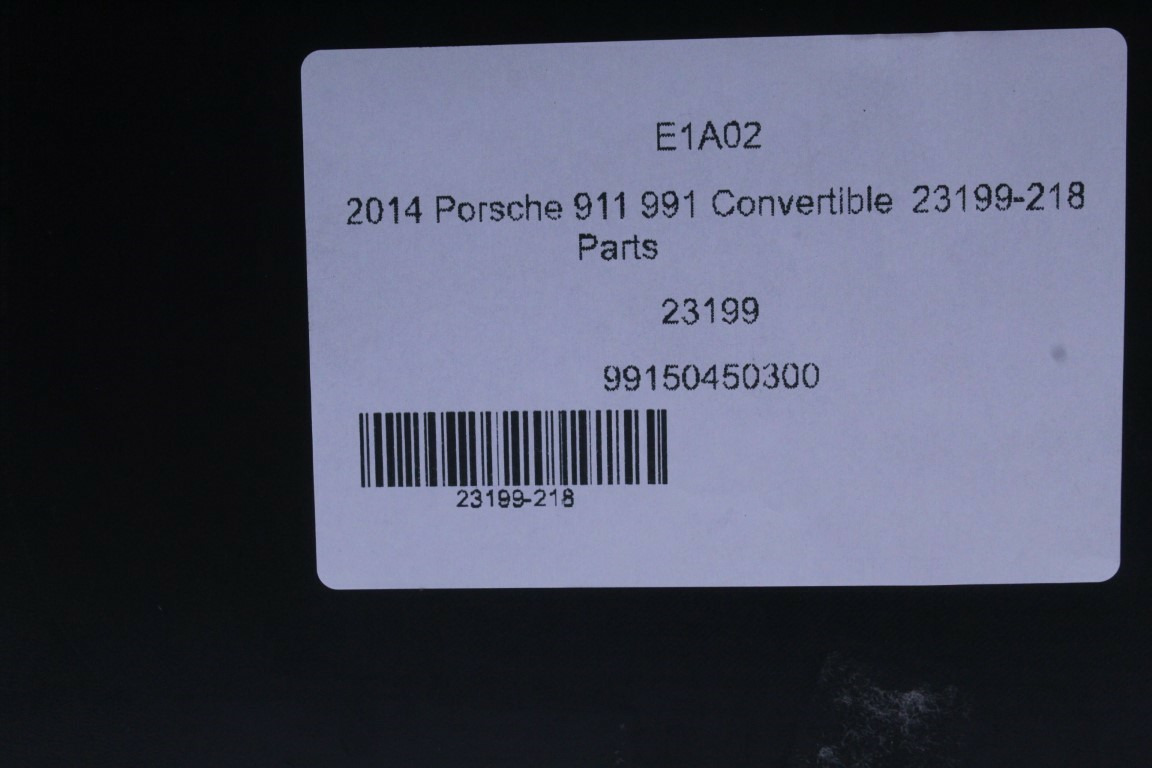 E1A02
2014 Porsche 911 991 Convertible 23199-218
Parts
23199
99150450300
23199-218